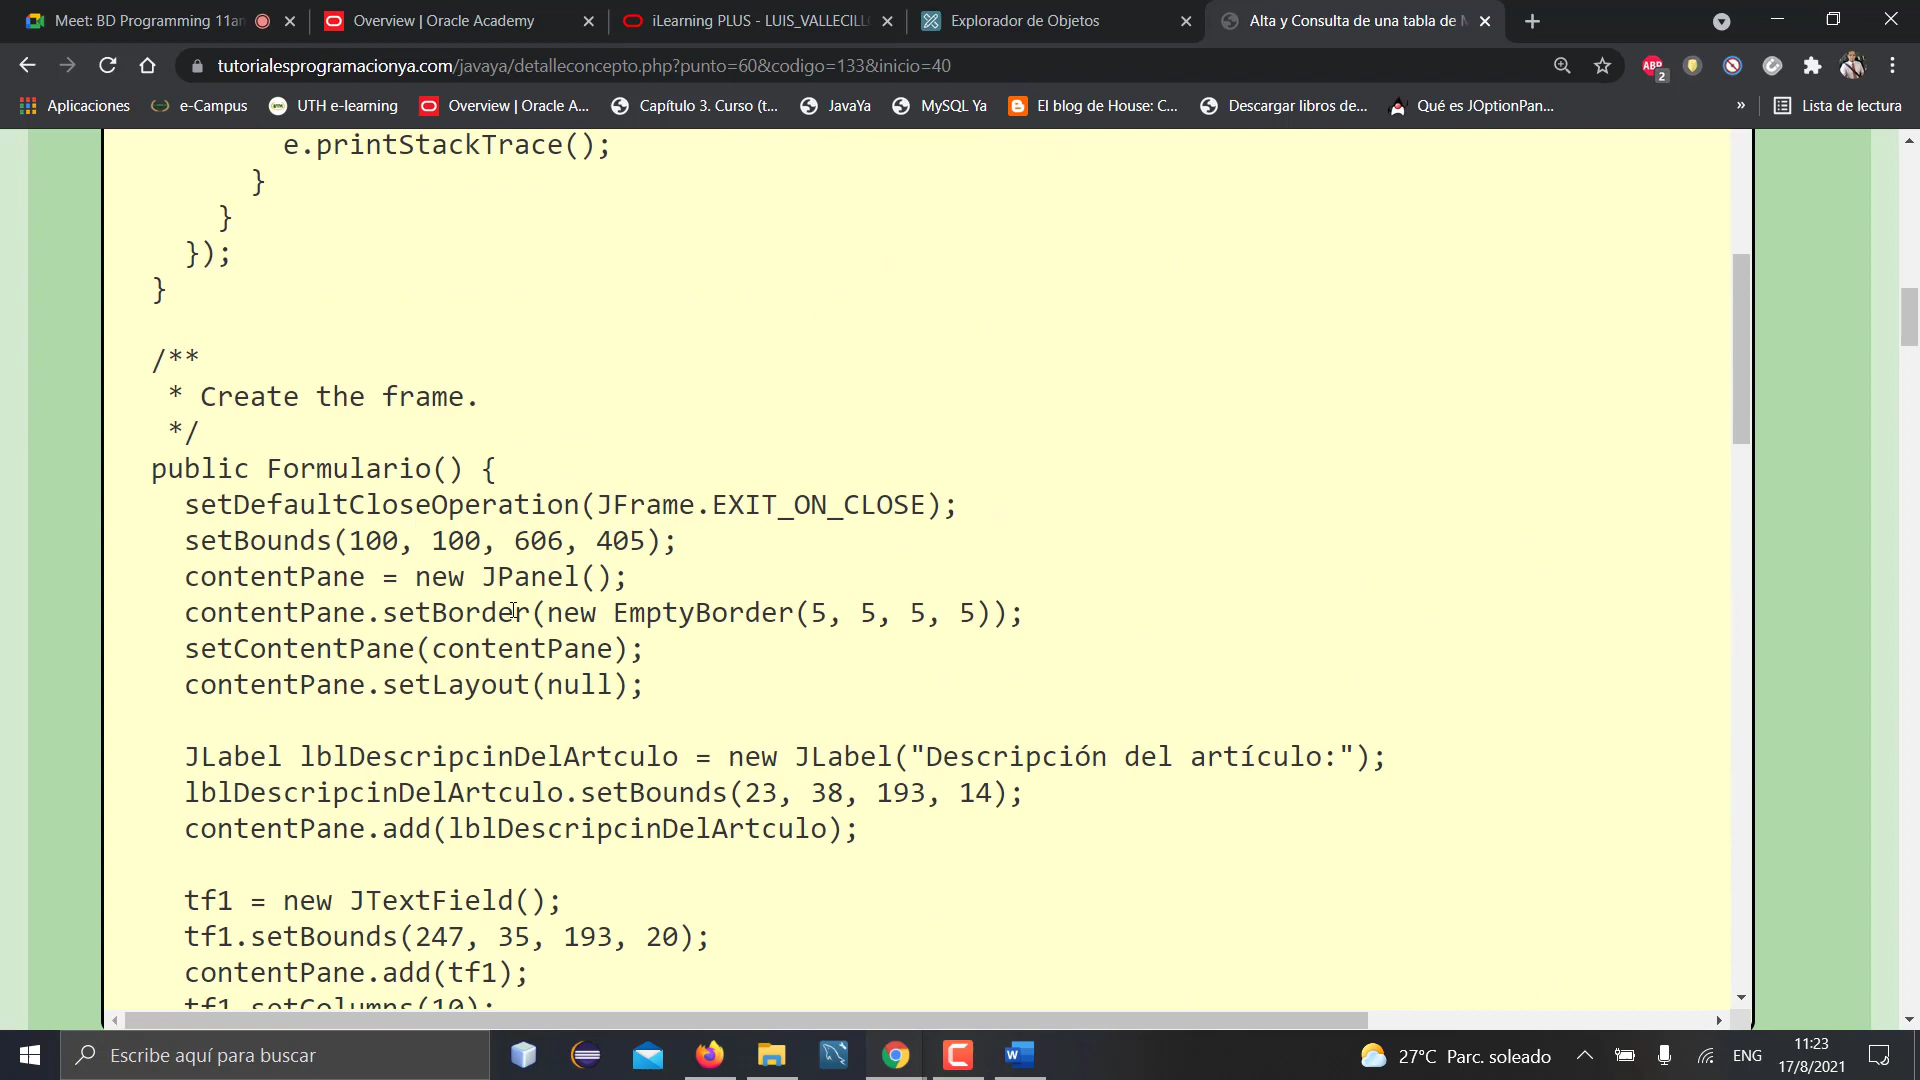 Meet: BD Programming 11am
Overview | Oracle Academy
iLearning PLUS - LUIS_VALLECILL
Explorador de Objetos
Alta y Consulta de una tabla de M
tutorialesprogramacionya.com/javaya/detalleconcepto.php?punto=60&codigo=133&inicio=40
ABP
2
Aplicaciones
e-Campus
UTH e-learning
Overview | Oracle A...
Capítulo 3. Curso (t...
JavaYa
MySQL Ya
El blog de House: C...
Descargar libros de...
Qué es JOptionPan...
»
Lista de lectura
e.printStackTrace();
}
}
});
}
/**
* Create the frame.
*/
public Formulario() {
setDefaultCloseOperation(JFrame.EXIT_ON_CLOSE);
setBounds(100, 100, 606, 405);
contentPane = new JPanel();
contentPane.setBorder(new EmptyBorder(5, 5, 5, 5));
setContentPane(contentPane);
contentPane.setLayout(null);
JLabel lblDescripcinDelArtculo = new JLabel("Descripción del artículo:");
lblDescripcinDelArtculo.setBounds(23, 38, 193, 14);
contentPane.add(lblDescripcinDelArtculo);
tf1 = new JTextField();
tf1.setBounds(247, 35, 193, 20);
contentPane.add(tf1);
tf1.setColumns(10);
Escribe aquí para buscar
27°C Parc. soleado
ENG
11:23
17/8/2021